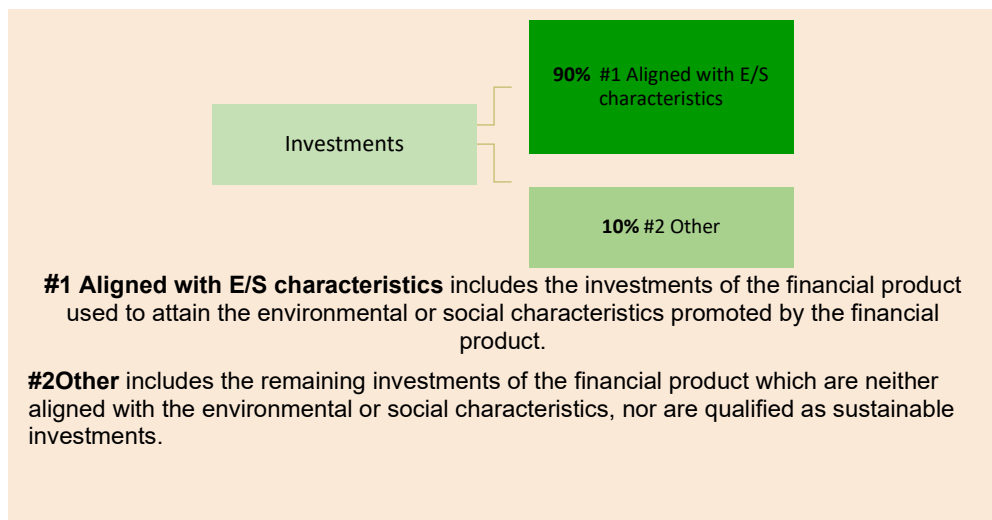 90% #1 Aligned with E/S
characteristics
Investments
10% #2 Other
#1 Aligned with E/S characteristics includes the investments of the financial product
used to attain the environmental or social characteristics promoted by the financial
product.
#2Other includes the remaining investments of the financial product which are neither
aligned with the environmental or social characteristics, nor are qualified as sustainable
investments.